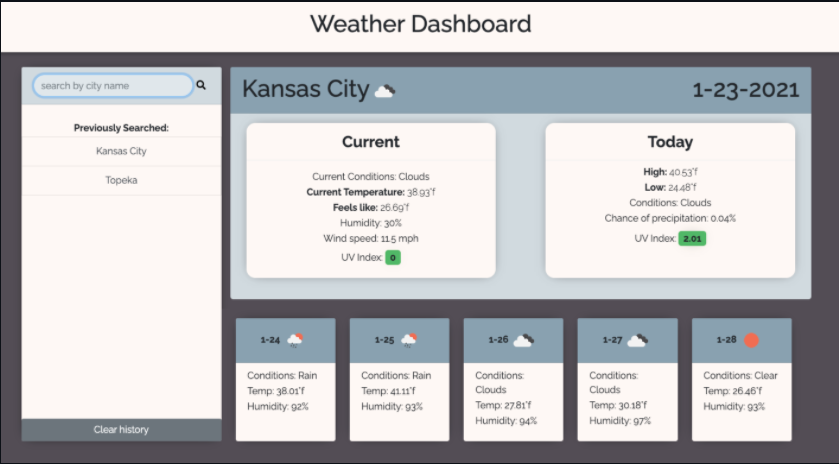 Weather Dashboard
search by city name
Previously Searched:
Kansas City
Topeka
Clear history
Kansas City
1-23-2021
Current
Current Conditions: Clouds
Current Temperature: 38.93°f
Feels like: 26.69°f
Humidity: 30%
Wind speed: 11.5 mph
UV Index: 0
Today
High: 40.53°f
Low: 24.48°f
Conditions: Clouds
Chance of precipitation: 0.04%
UV Index: 2.01
1-24
Conditions: Rain
Temp: 38.01°f
Humidity: 92%
1-25
Conditions: Rain
Temp: 41.11°f
Humidity: 93%
1-26
Conditions:
Clouds
Temp: 27.81°f
Humidity: 94%
1-27
Conditions:
Clouds
Temp: 30.18°f
Humidity: 97%
1-28
Conditions: Clear
Temp: 26.46°f
Humidity: 93%